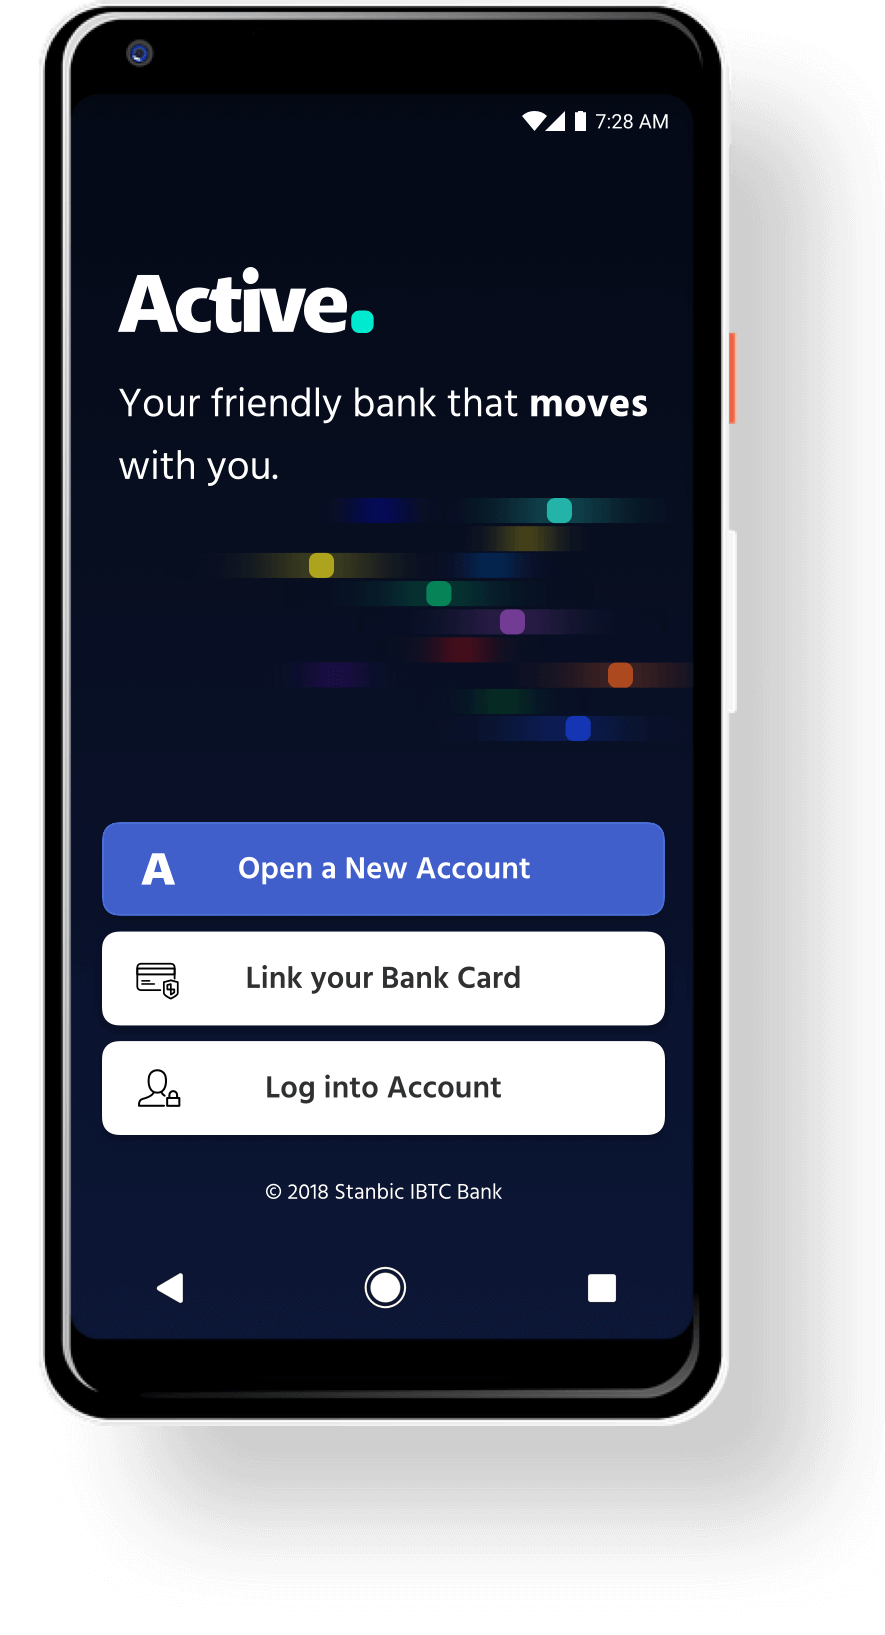 7:28 AM
Active.
Your friendly bank that moves
with you.
A
Open a New Account
Link your Bank Card
Log into Account
© 2018 Stanbic IBTC Bank